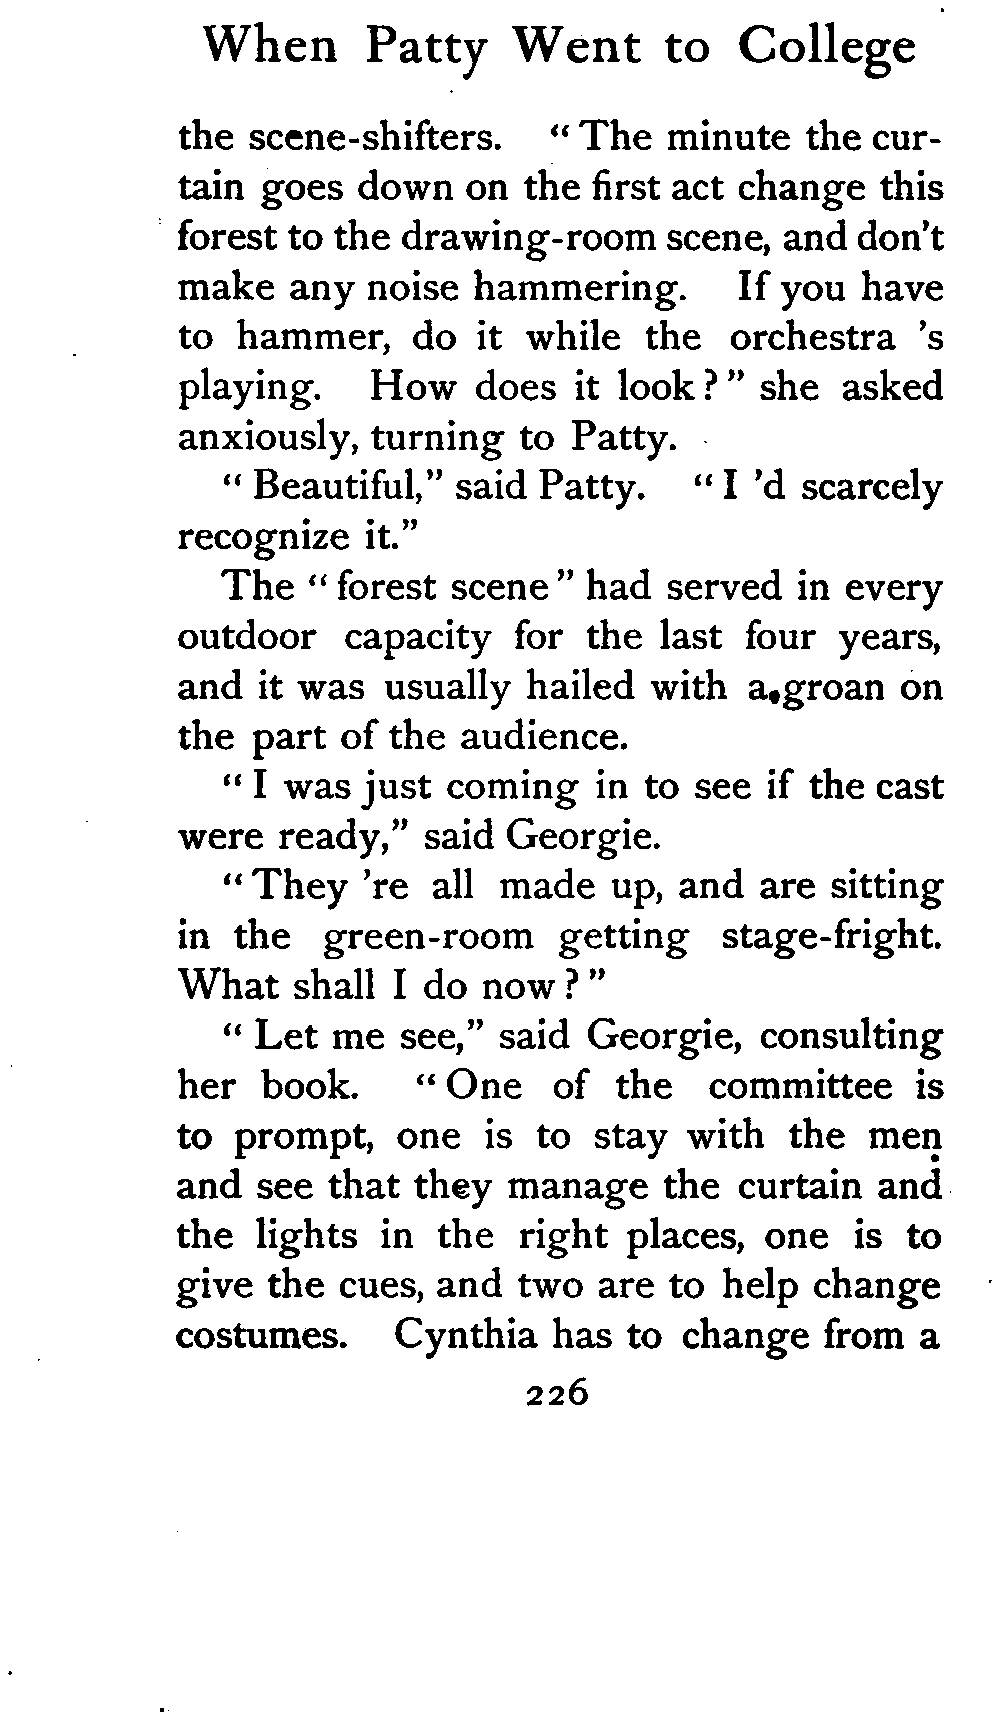 When Patty Went to College
the scene-shifters. "The minute the cur-
tain goes down on the first act change this
forest to the drawing-room scene, and don't
make any noise hammering. If you have
to hammer, do it while the orchestra 's
playing. How does it look?" she asked
anxiously, turning to Patty.
"Beautiful," said Patty. "I 'd scarcely
recognize it."
The "forest scene" had served in every
outdoor capacity for the last four years,
and it was usually hailed with a groan on
the part of the audience.
"I was just coming in to see if the cast
were ready," said Georgie.
"They 're all made up, and are sitting
in the green-room getting stage-fright.
What shall I do now?"
"Let me see," said Georgie, consulting
her book. "One of the committee is
to prompt, one is to stay with the men
and see that they manage the curtain and
the lights in the right places, one is to
give the cues, and two are to help change
costumes. Cynthia has to change from a
226